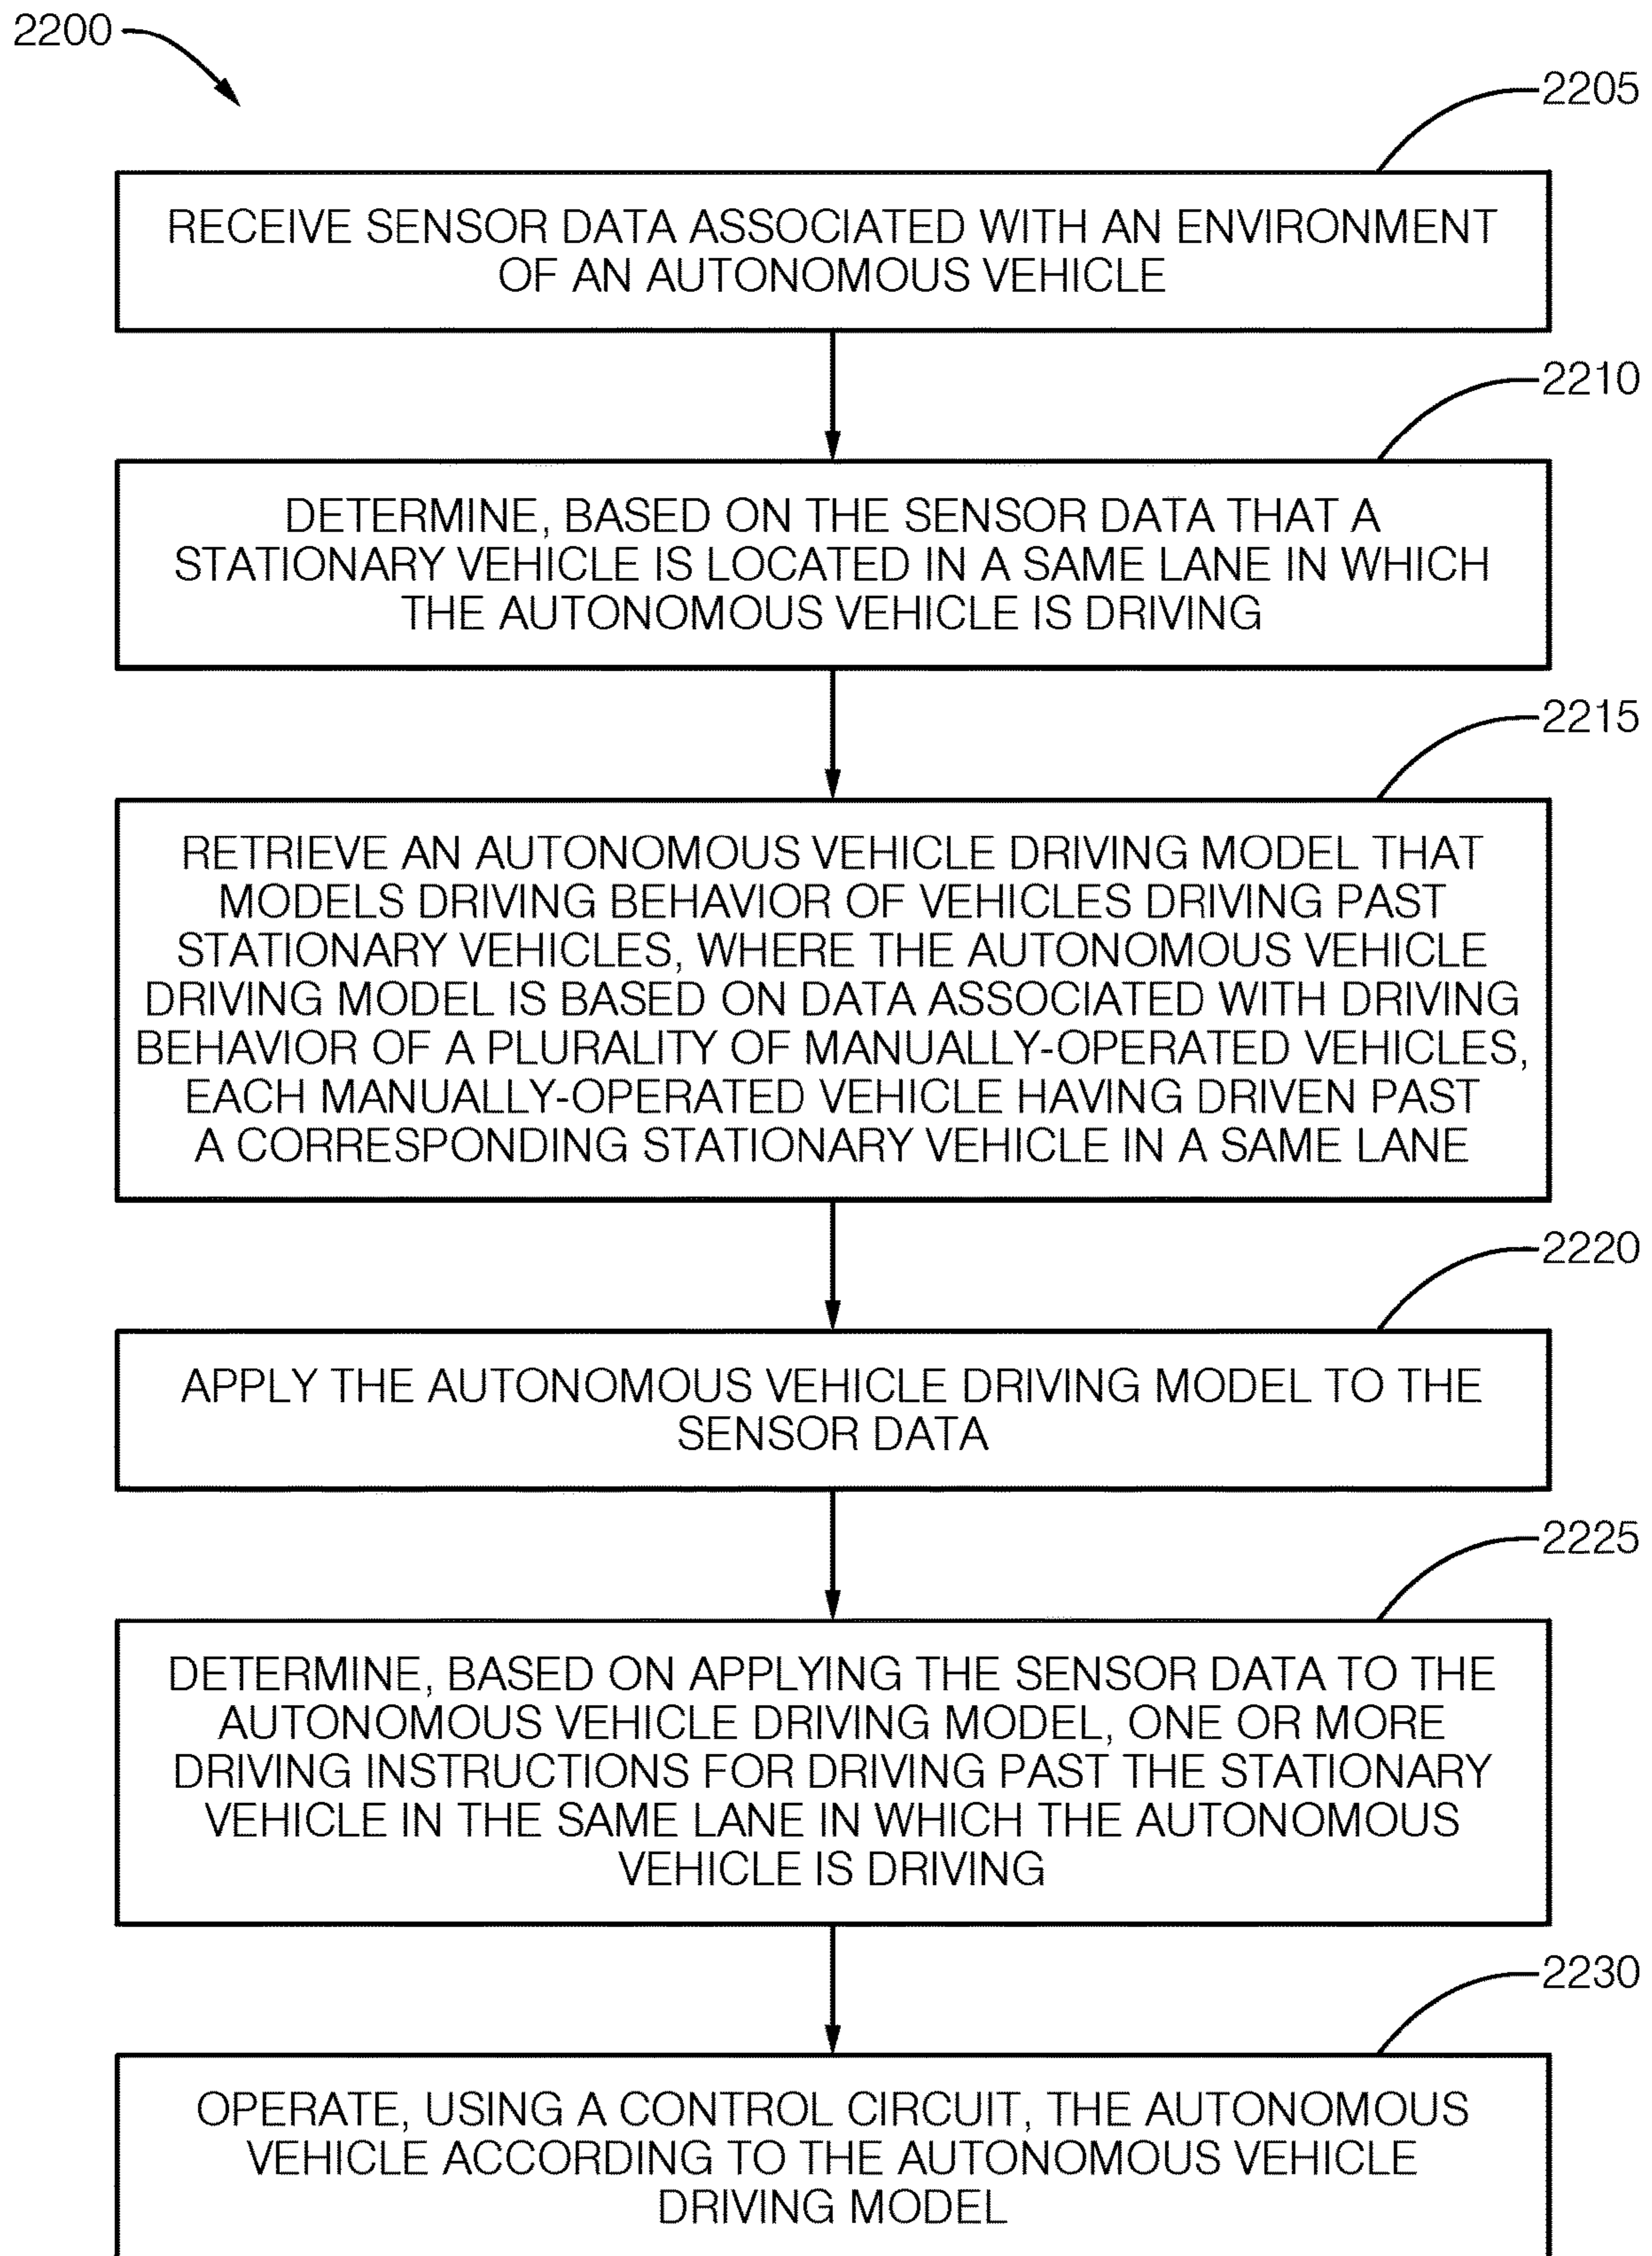 2200
2205
RECEIVE SENSOR DATA ASSOCIATED WITH AN ENVIRONMENT
OF AN AUTONOMOUS VEHICLE
2210
DETERMINE, BASED ON THE SENSOR DATA THAT A
STATIONARY VEHICLE IS LOCATED IN A SAME LANE IN WHICH
THE AUTONOMOUS VEHICLE IS DRIVING
2215
RETRIEVE AN AUTONOMOUS VEHICLE DRIVING MODEL THAT
MODELS DRIVING BEHAVIOR OF VEHICLES DRIVING PAST
STATIONARY VEHICLES, WHERE THE AUTONOMOUS VEHICLE
DRIVING MODEL IS BASED ON DATA ASSOCIATED WITH DRIVING
BEHAVIOR OF A PLURALITY OF MANUALLY-OPERATED VEHICLES,
EACH MANUALLY-OPERATED VEHICLE HAVING DRIVEN PAST
A CORRESPONDING STATIONARY VEHICLE IN A SAME LANE
2220
APPLY THE AUTONOMOUS VEHICLE DRIVING MODEL TO THE
SENSOR DATA
2225
DETERMINE, BASED ON APPLYING THE SENSOR DATA TO THE
AUTONOMOUS VEHICLE DRIVING MODEL, ONE OR MORE
DRIVING INSTRUCTIONS FOR DRIVING PAST THE STATIONARY
VEHICLE IN THE SAME LANE IN WHICH THE AUTONOMOUS
VEHICLE IS DRIVING
2230
OPERATE, USING A CONTROL CIRCUIT, THE AUTONOMOUS
VEHICLE ACCORDING TO THE AUTONOMOUS VEHICLE
DRIVING MODEL